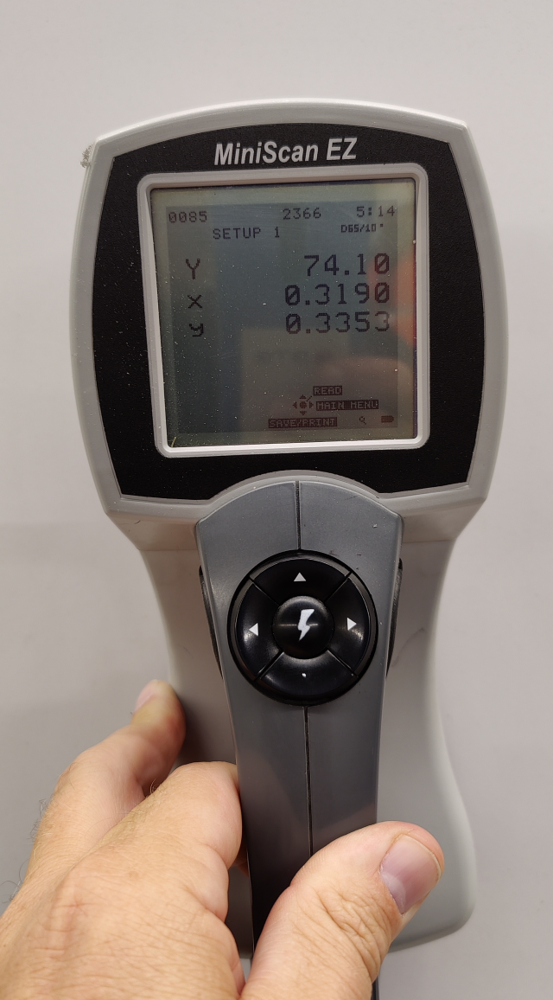 MiniScan EZ
0085 2366 5:14
SETUP 1 D65/10°
Y 74.10
x 0.3190
y 0.3353
READ
MAIN MENU
SAVE/PRINT